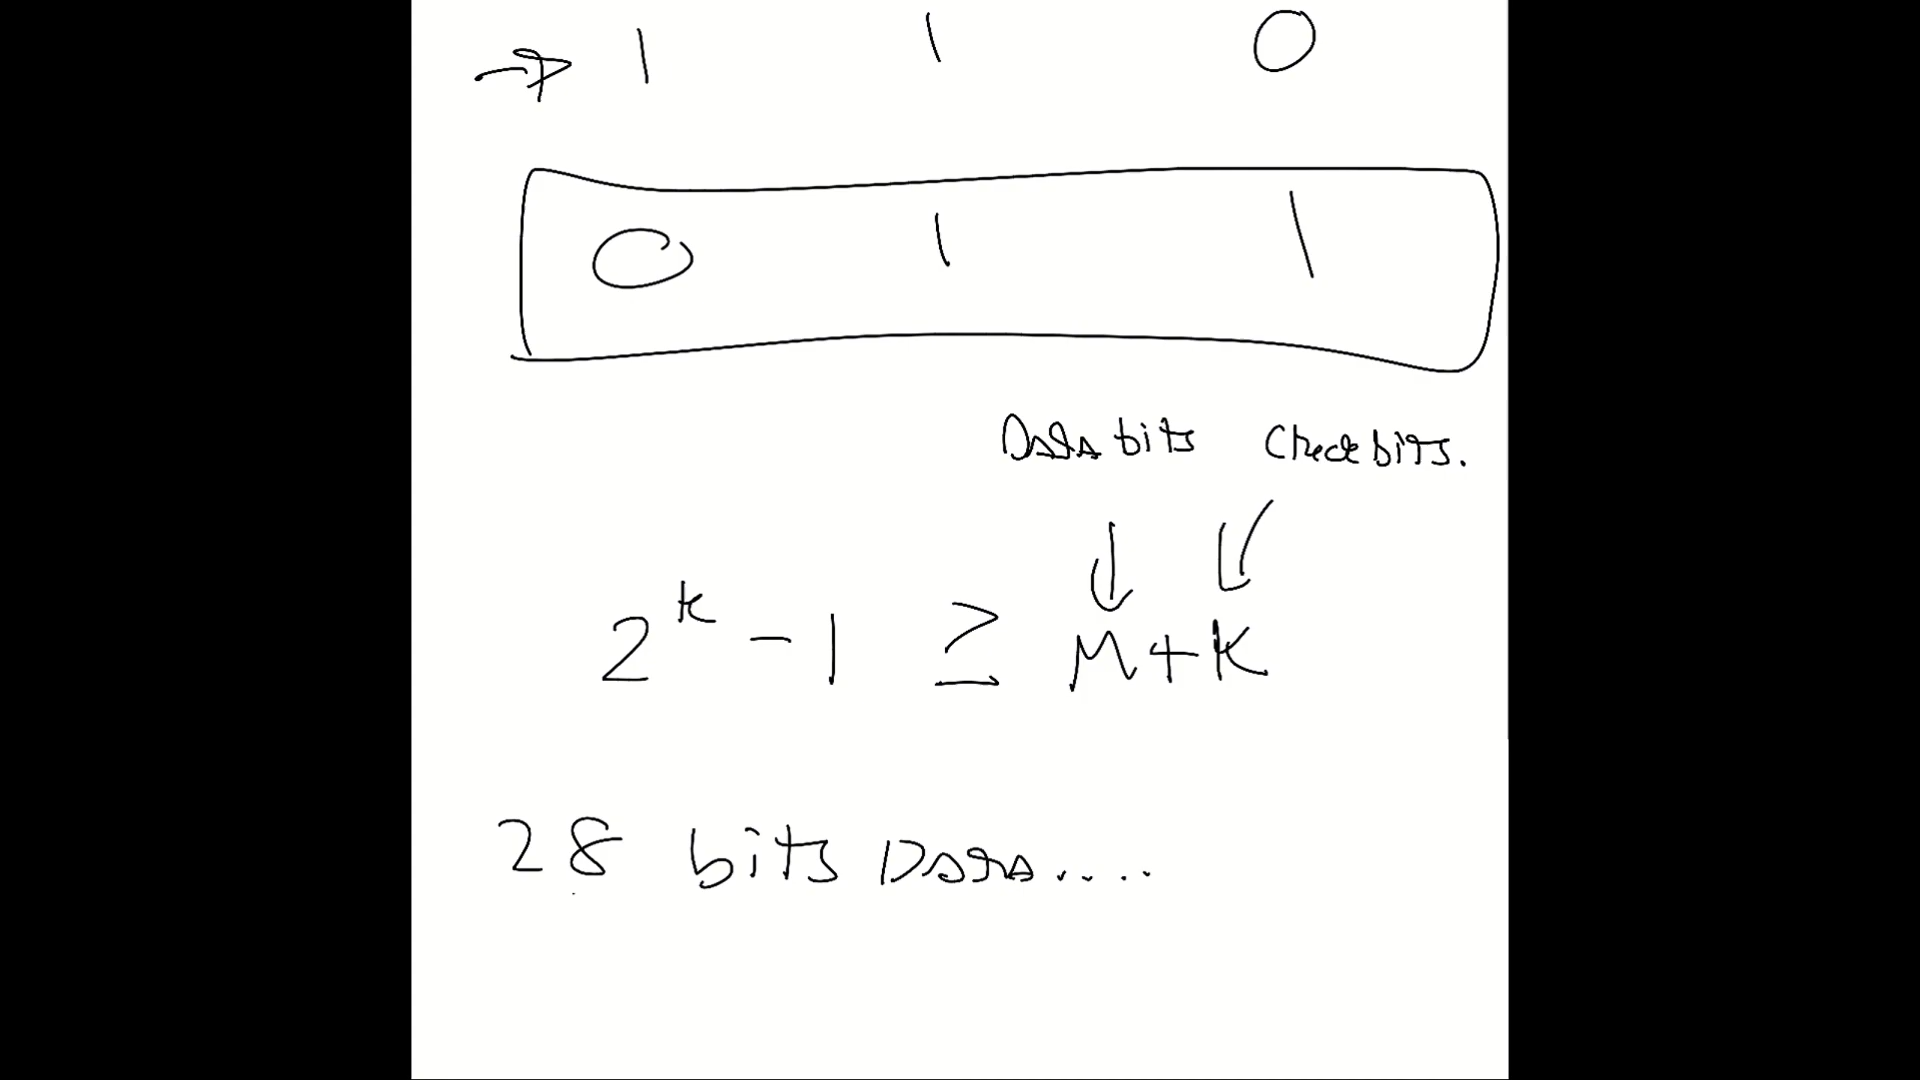 → 1 1 0
0 1 1
Data bits Check bits.
2^k - 1 ≥ M+K
28 bits Data....